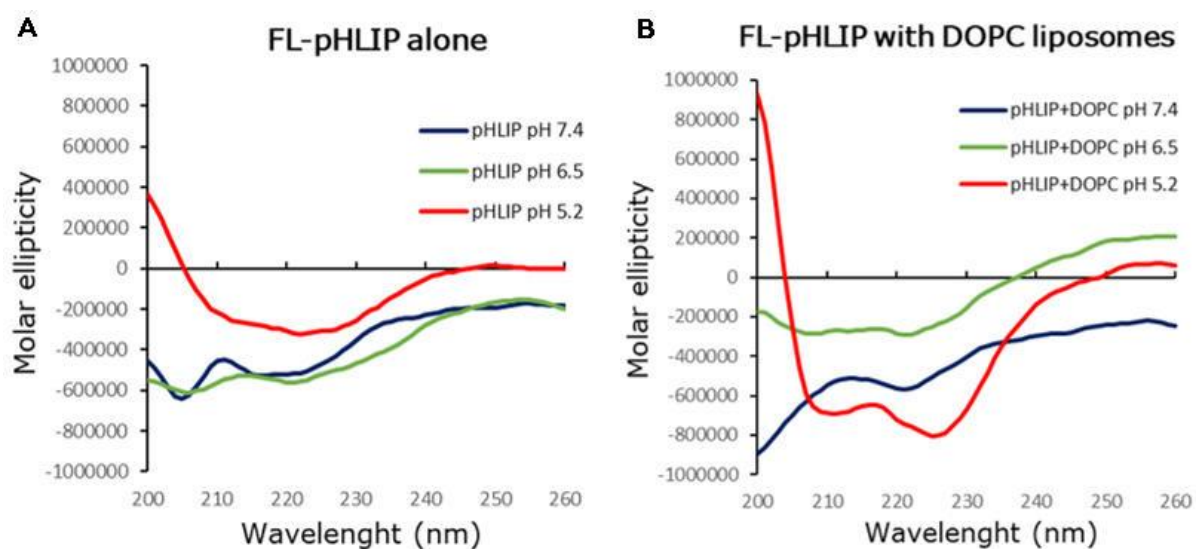 A
FL-pHLIP alone
1000000
800000
600000
400000
200000
0
-200000
-400000
-600000
-800000
-1000000
Molar ellipticity
pHLIP pH 7.4
pHLIP pH 6.5
pHLIP pH 5.2
200 210 220 230 240 250 260
Wavelenght (nm)
B
FL-pHLIP with DOPC liposomes
1000000
800000
600000
400000
200000
0
-200000
-400000
-600000
-800000
-1000000
Molar ellipticity
pHLIP+DOPC pH 7.4
pHLIP+DOPC pH 6.5
pHLIP+DOPC pH 5.2
200 210 220 230 240 250 260
Wavelenght (nm)